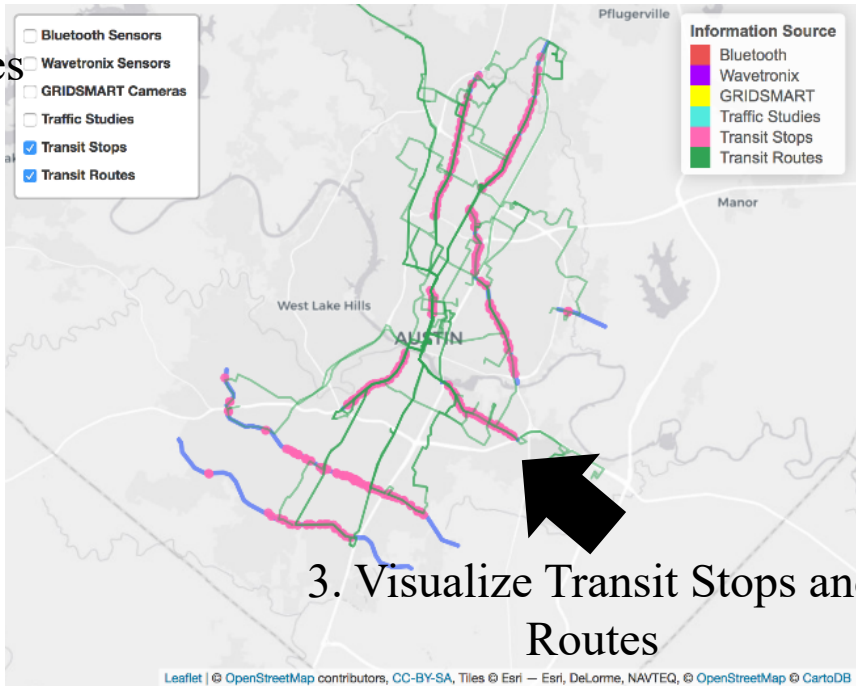 Bluetooth Sensors
Wavetronix Sensors
GRIDSMART Cameras
Traffic Studies
Transit Stops
Transit Routes
Pflugerville
Information Source
Bluetooth
Wavetronix
GRIDSMART
Traffic Studies
Transit Stops
Transit Routes
Manor
West Lake Hills
AUSTIN
3. Visualize Transit Stops an
Routes
Leaflet | © OpenStreetMap contributors, CC-BY-SA, Tiles © Esri — Esri, DeLorme, NAVTEQ, © OpenStreetMap © CartoDB